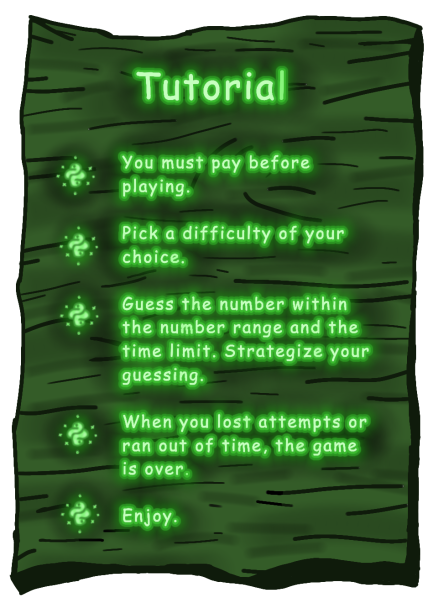 Tutorial
You must pay before
playing.
Pick a difficulty of your
choice.
Guess the number within
the number range and the
time limit. Strategize your
guessing.
When you lost attempts or
ran out of time, the game
is over.
Enjoy.